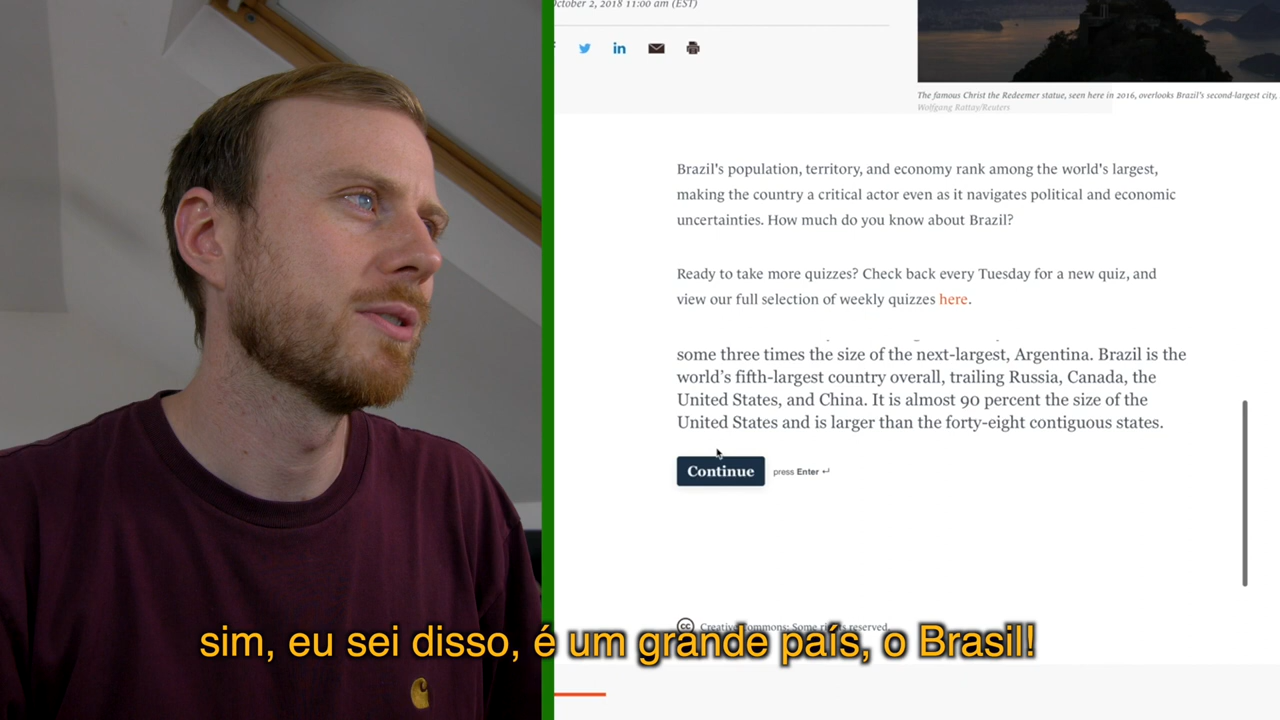 October 2, 2018 11:00 am (EST)
The famous Christ the Redeemer statue, seen here in 2016, overlooks Brazil's second-largest city,
Wolfgang Rattay/Reuters
Brazil's population, territory, and economy rank among the world's largest,
making the country a critical actor even as it navigates political and economic
uncertainties. How much do you know about Brazil?
Ready to take more quizzes? Check back every Tuesday for a new quiz, and
view our full selection of weekly quizzes here.
some three times the size of the next-largest, Argentina. Brazil is the
world's fifth-largest country overall, trailing Russia, Canada, the
United States, and China. It is almost 90 percent the size of the
United States and is larger than the forty-eight contiguous states.
Continue press Enter ↵
cc Creative Commons: Some rights reserved.
sim, eu sei disso, é um grande país, o Brasil!